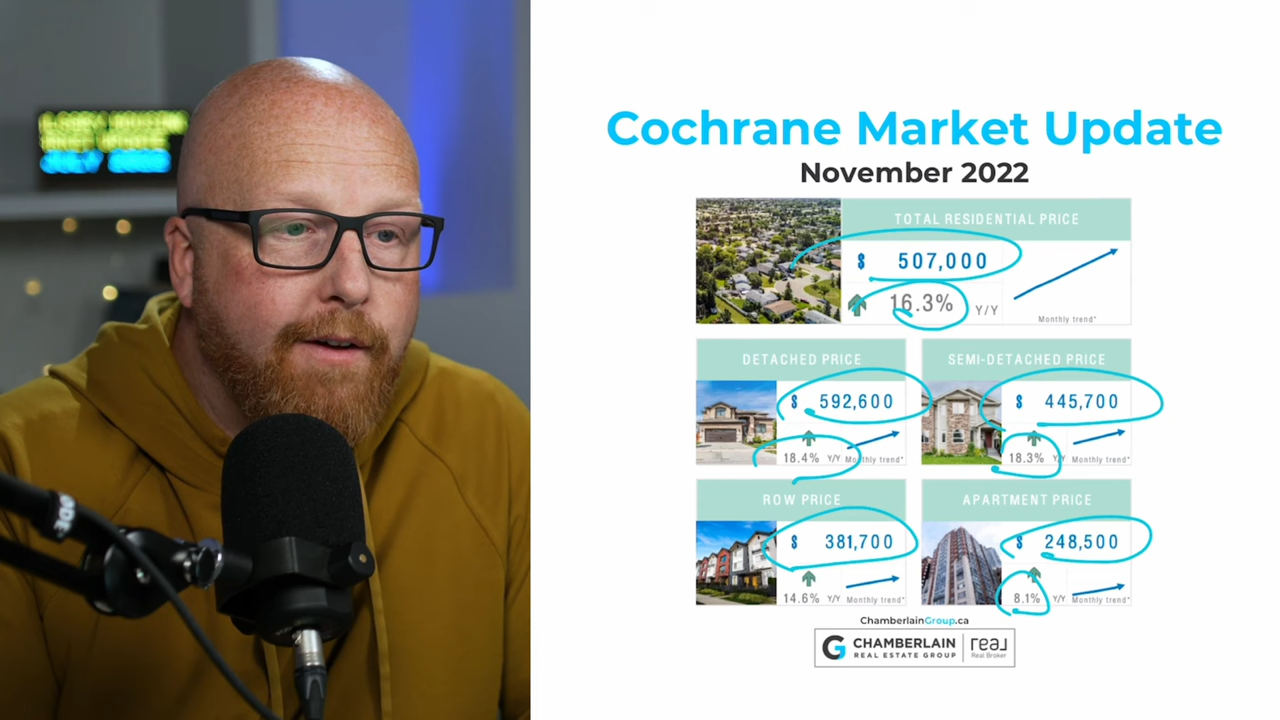 Cochrane Market Update
November 2022
TOTAL RESIDENTIAL PRICE
$ 507,000
16.3% Y/Y
Monthly trend*
DETACHED PRICE
$ 592,600
18.4% Y/Y Monthly trend*
SEMI-DETACHED PRICE
$ 445,700
18.3% Y/Y Monthly trend*
ROW PRICE
$ 381,700
14.6% Y/Y Monthly trend*
APARTMENT PRICE
$ 248,500
8.1% Y/Y Monthly trend*
ChamberlainGroup.ca
CHAMBERLAIN
REAL ESTATE GROUP
real
Real Broker